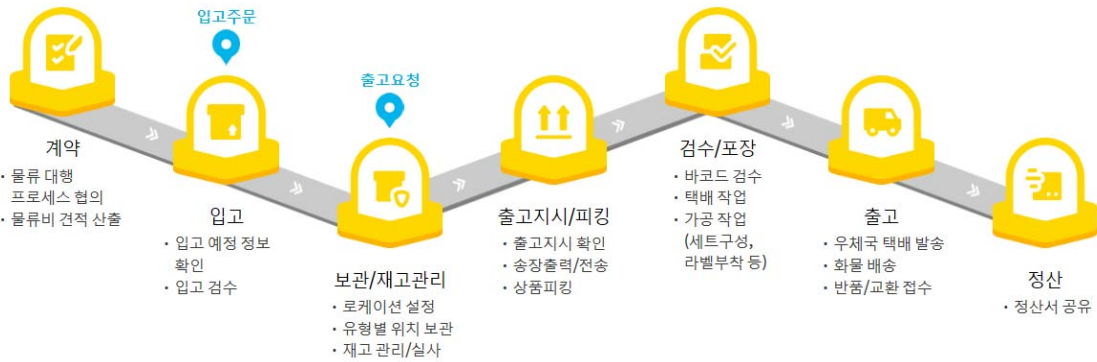 입고주문
출고요청
계약
· 물류 대행
프로세스 협의
· 물류비 견적 산출
입고
· 입고 예정 정보
확인
· 입고 검수
보관/재고관리
· 로케이션 설정
· 유형별 위치 보관
· 재고 관리/실사
출고지시/피킹
· 출고지시 확인
· 송장출력/전송
· 상품피킹
검수/포장
· 바코드 검수
· 택배 작업
· 가공 작업
(세트구성,
라벨부착 등)
출고
· 우체국 택배 발송
· 화물 배송
· 반품/교환 접수
정산
· 정산서 공유